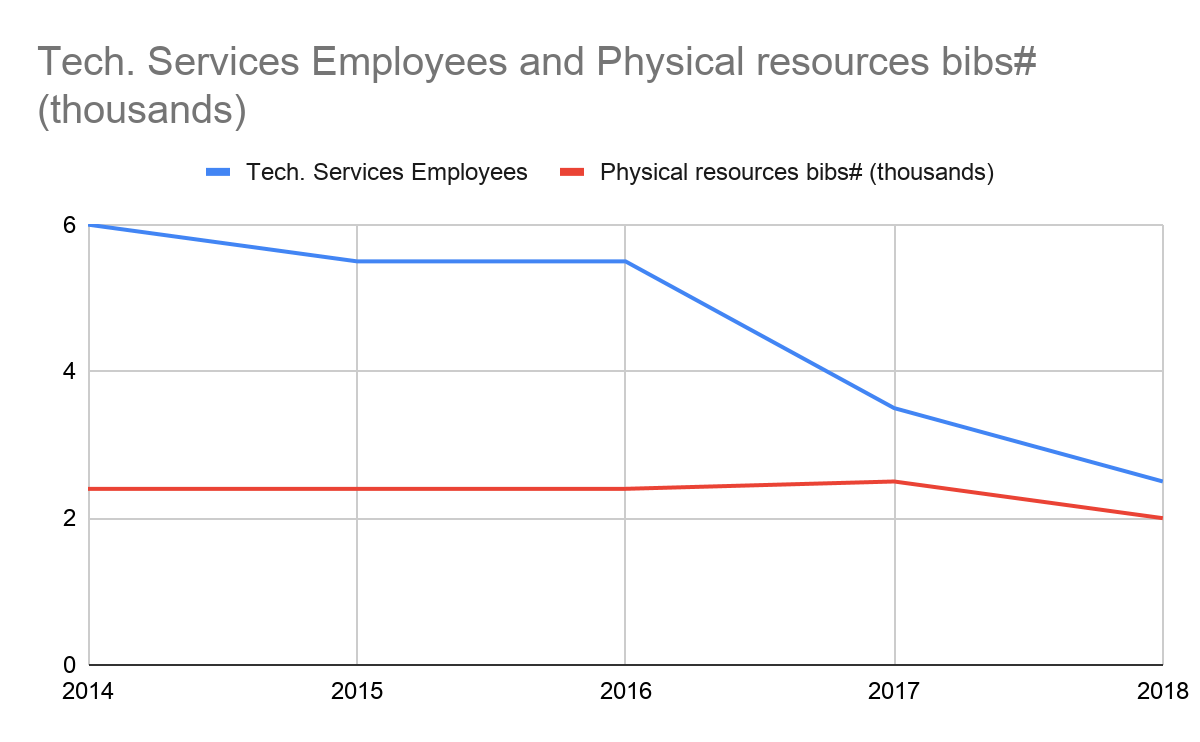 Tech. Services Employees and Physical resources bibs#
(thousands)
Tech. Services Employees Physical resources bibs# (thousands)
6
4
2
0
2014 2015 2016 2017 2018